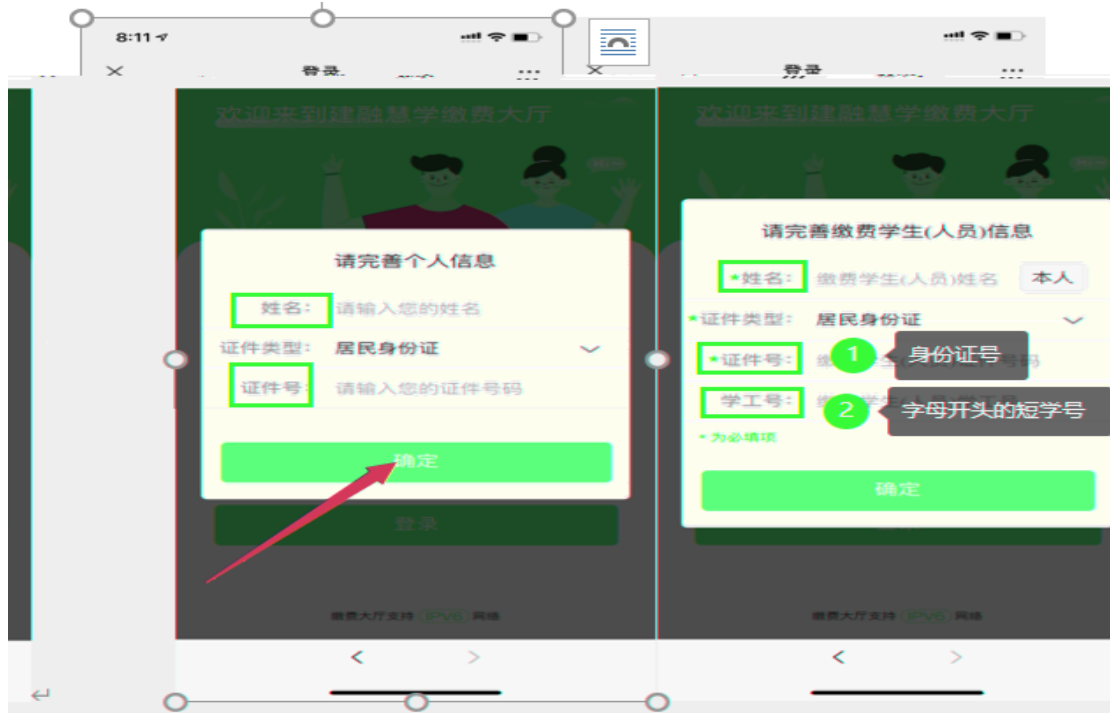 8:11
登录
登录
欢迎来到建融慧学缴费大厅
请完善个人信息
姓名: 请输入您的姓名
证件类型: 居民身份证
证件号: 请输入您的证件号码
确定
登录
缴费大厅支持 IPV6 网络
欢迎来到建融慧学缴费大厅
请完善缴费学生(人员)信息
*姓名: 缴费学生(人员)姓名 本人
*证件类型: 居民身份证
*证件号: 1 身份证号
学工号: 2 字母开头的短学号
* 为必填项
确定
缴费大厅支持 IPV6 网络